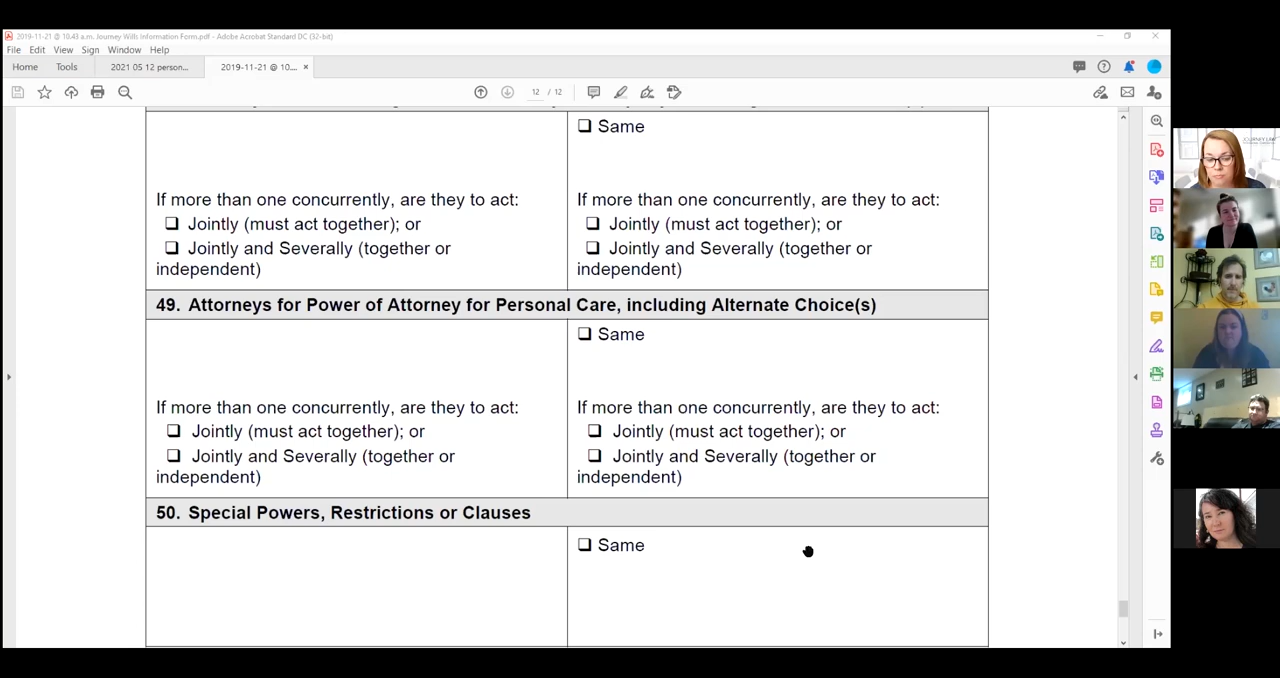 2019-11-21 @ 10.43 a.m. Journey Wills Information Form.pdf - Adobe Acrobat Standard DC (32-bit)
File Edit View Sign Window Help
Home Tools 2021 05 12 person... 2019-11-21 @ 10.... ×
12 / 12
Same
If more than one concurrently, are they to act:
Jointly (must act together); or
Jointly and Severally (together or
independent)
If more than one concurrently, are they to act:
Jointly (must act together); or
Jointly and Severally (together or
independent)
49. Attorneys for Power of Attorney for Personal Care, including Alternate Choice(s)
Same
If more than one concurrently, are they to act:
Jointly (must act together); or
Jointly and Severally (together or
independent)
If more than one concurrently, are they to act:
Jointly (must act together); or
Jointly and Severally (together or
independent)
50. Special Powers, Restrictions or Clauses
Same